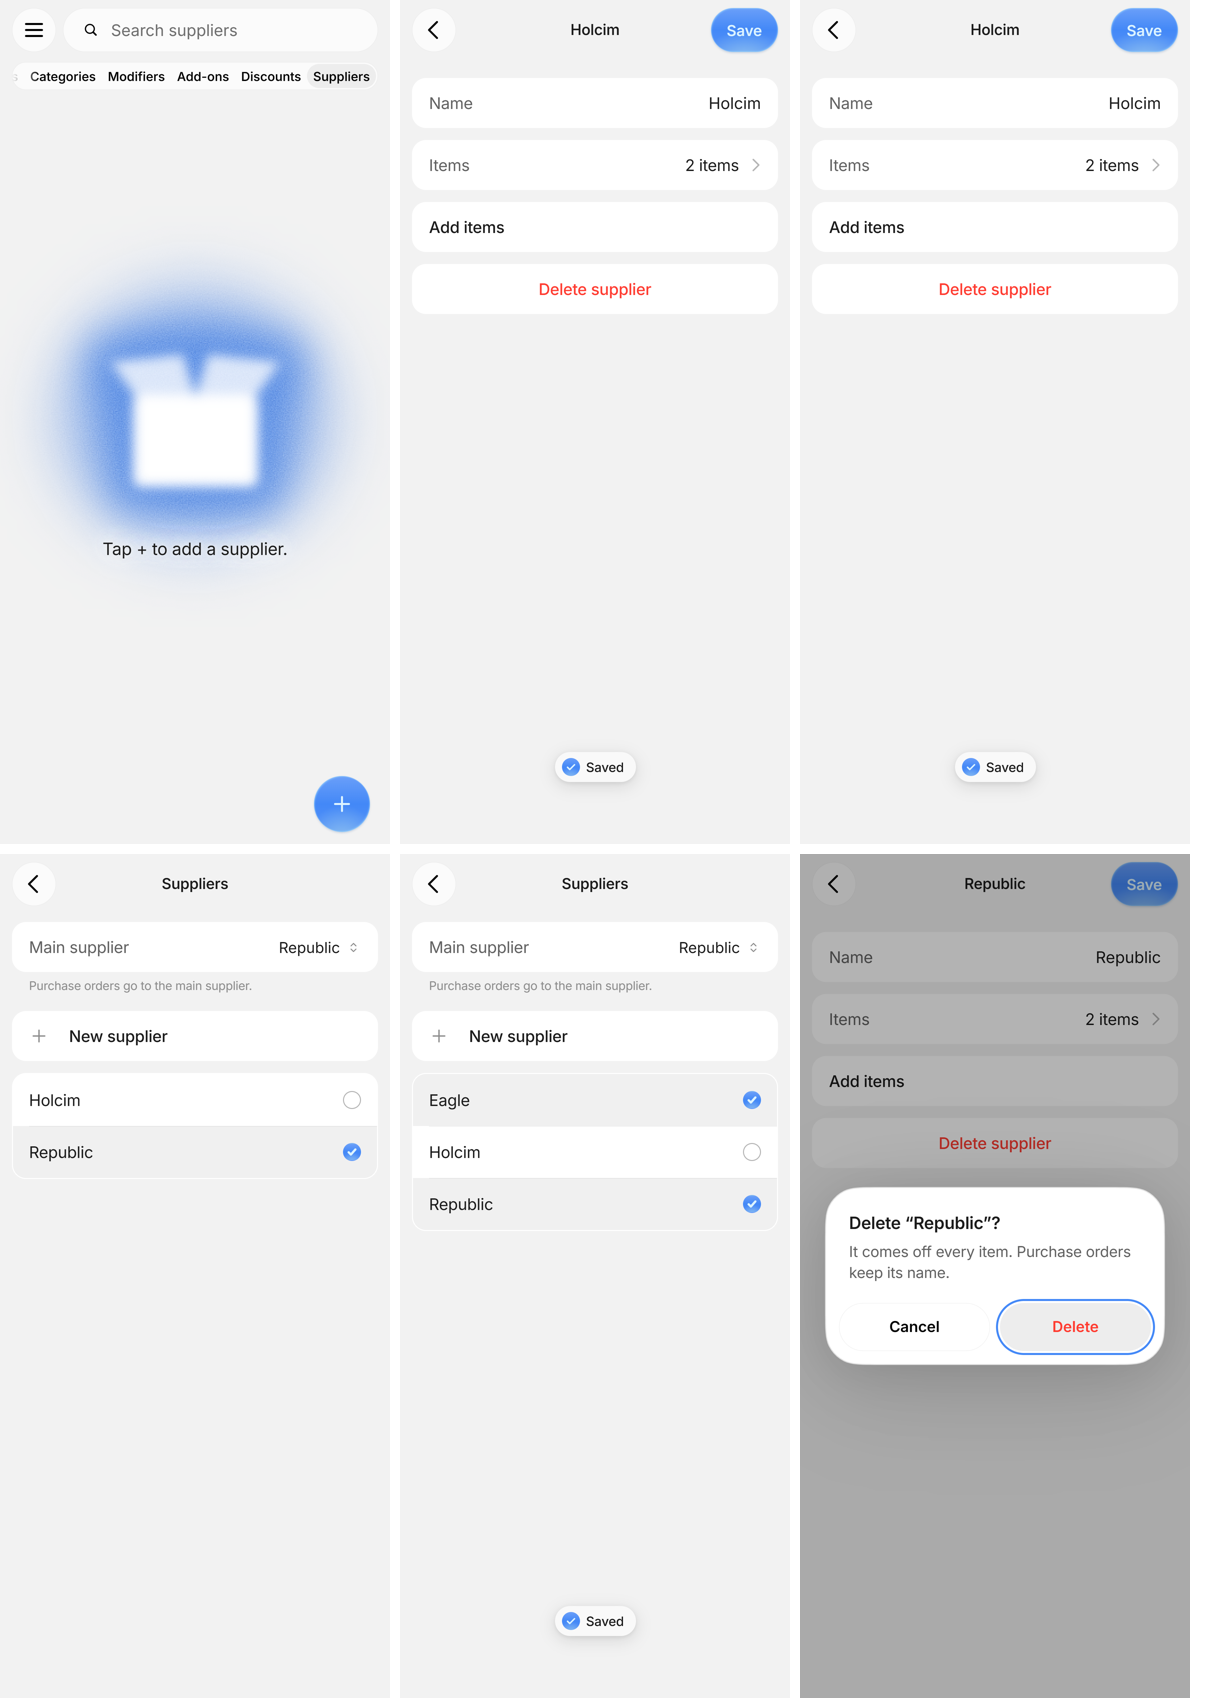 Search suppliers
s Categories Modifiers Add-ons Discounts Suppliers
Tap + to add a supplier.
Holcim
Save
Name Holcim
Items 2 items
Add items
Delete supplier
Saved
Holcim
Save
Name Holcim
Items 2 items
Add items
Delete supplier
Saved
Suppliers
Main supplier Republic
Purchase orders go to the main supplier.
New supplier
Holcim
Republic
Suppliers
Main supplier Republic
Purchase orders go to the main supplier.
New supplier
Eagle
Holcim
Republic
Saved
Republic
Save
Name Republic
Items 2 items
Add items
Delete supplier
Delete “Republic”?
It comes off every item. Purchase orders
keep its name.
Cancel Delete